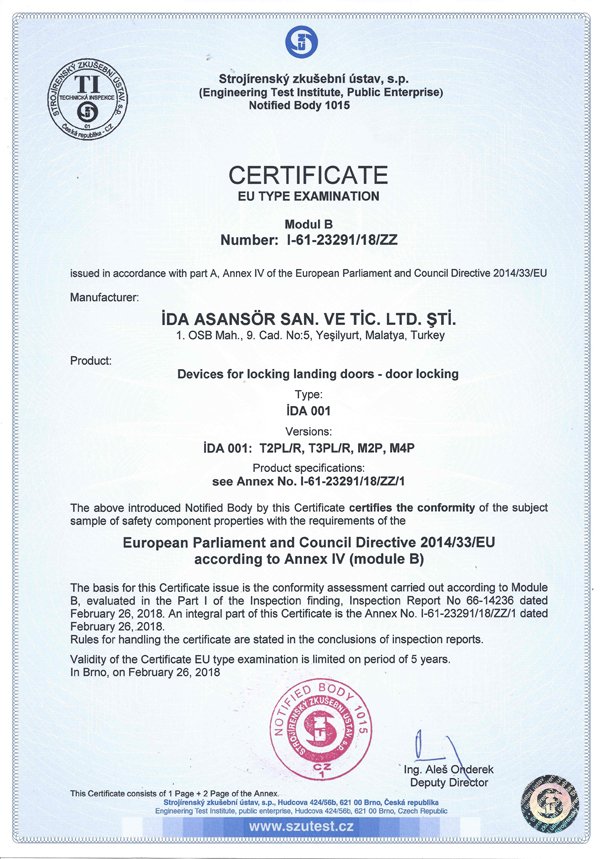 STROJÍRENSKÝ ZKUŠEBNÍ ÚSTAV, s.p.
TI
TECHNICKÁ INSPEKCE
Č1
Česká republika - CZ
Strojírenský zkušební ústav, s.p.
(Engineering Test Institute, Public Enterprise)
Notified Body 1015
CERTIFICATE
EU TYPE EXAMINATION
Modul B
Number: I-61-23291/18/ZZ
issued in accordance with part A, Annex IV of the European Parliament and Council Directive 2014/33/EU
Manufacturer:
İDA ASANSÖR SAN. VE TİC. LTD. ŞTİ.
1. OSB Mah., 9. Cad. No:5, Yeşilyurt, Malatya, Turkey
Product:
Devices for locking landing doors - door locking
Type:
İDA 001
Versions:
İDA 001: T2PL/R, T3PL/R, M2P, M4P
Product specifications:
see Annex No. I-61-23291/18/ZZ/1
The above introduced Notified Body by this Certificate certifies the conformity of the subject
sample of safety component properties with the requirements of the
European Parliament and Council Directive 2014/33/EU
according to Annex IV (module B)
The basis for this Certificate issue is the conformity assessment carried out according to Module
B, evaluated in the Part I of the Inspection finding, Inspection Report No 66-14236 dated
February 26, 2018. An integral part of this Certificate is the Annex No. I-61-23291/18/ZZ/1 dated
February 26, 2018.
Rules for handling the certificate are stated in the conclusions of inspection reports.
Validity of the Certificate EU type examination is limited on period of 5 years.
In Brno, on February 26, 2018
NOTIFIED BODY 1015
STROJÍRENSKÝ ZKUŠEBNÍ ÚSTAV, s.p.
CZ
1
Ing. Aleš Onderek
Deputy Director
This Certificate consists of 1 Page + 2 Page of the Annex.
Strojírenský zkušební ústav, s.p., Hudcova 424/56b, 621 00 Brno, Česká republika
Engineering Test Institute, public enterprise, Hudcova 424/56b, 621 00 Brno, Czech Republic
www.szutest.cz